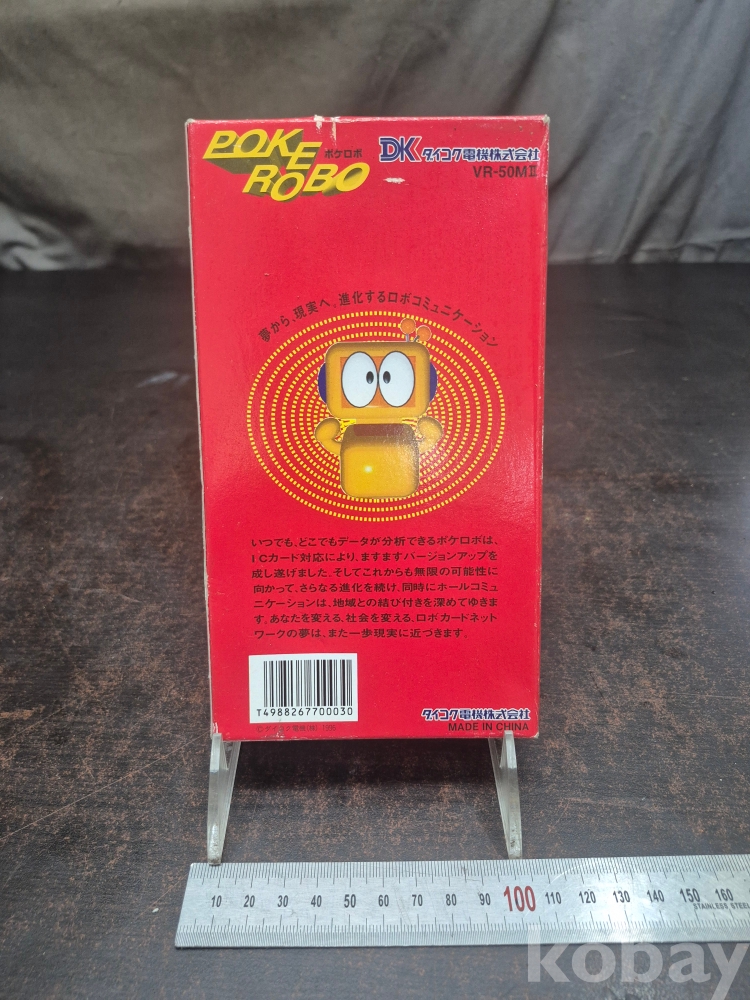 POKE
ROBO
ポケロボ
DK ダイコク電機株式会社
VR-50MⅡ
夢から、現実へ。進化するロボコミュニケーション
いつでも、どこでもデータが分析できるポケロボは、
ICカード対応により、ますますバージョンアップを
成し遂げました。そしてこれからも無限の可能性に
向かって、さらなる進化を続け、同時にホールコミュ
ニケーションは、地域との結び付きを深めてゆきま
す。あなたを変える、社会を変える、ロボカードネット
ワークの夢は、また一歩現実に近づきます。
T4988267700030
ダイコク電機株式会社
MADE IN CHINA
©ダイコク電機(株) 1995
10 20 30 40 50 60 70 80 90 100 110 120 130 140 150 160
STAINLESS STEEL
kobay